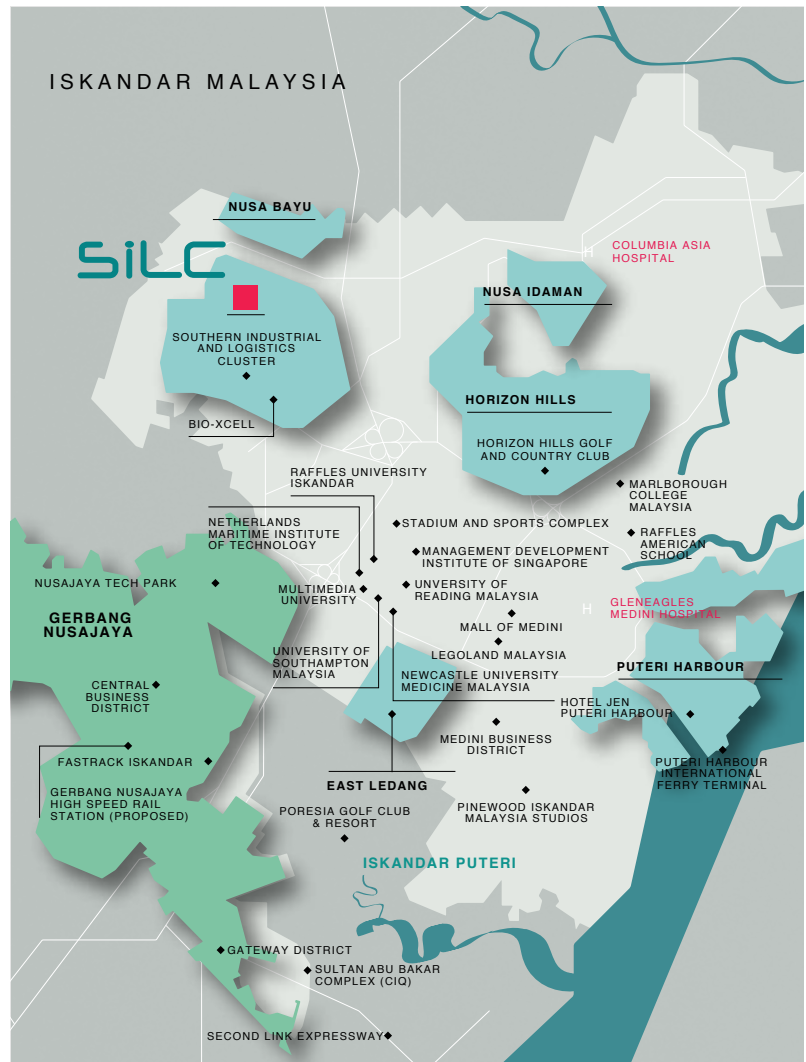 ISKANDAR MALAYSIA
NUSA BAYU
SiLC
H
COLUMBIA ASIA
HOSPITAL
NUSA IDAMAN
SOUTHERN INDUSTRIAL
AND LOGISTICS
CLUSTER
BIO-XCELL
HORIZON HILLS
HORIZON HILLS GOLF
AND COUNTRY CLUB
RAFFLES UNIVERSITY
ISKANDAR
MARLBOROUGH
COLLEGE
MALAYSIA
NETHERLANDS
MARITIME INSTITUTE
OF TECHNOLOGY
STADIUM AND SPORTS COMPLEX
RAFFLES
AMERICAN
SCHOOL
MANAGEMENT DEVELOPMENT
INSTITUTE OF SINGAPORE
NUSAJAYA TECH PARK
MULTIMEDIA
UNIVERSITY
UNVERSITY OF
READING MALAYSIA
H
GLENEAGLES
MEDINI HOSPITAL
GERBANG
NUSAJAYA
MALL OF MEDINI
UNIVERSITY OF
SOUTHAMPTON
MALAYSIA
LEGOLAND MALAYSIA
PUTERI HARBOUR
NEWCASTLE UNIVERSITY
MEDICINE MALAYSIA
CENTRAL
BUSINESS
DISTRICT
HOTEL JEN
PUTERI HARBOUR
MEDINI BUSINESS
DISTRICT
FASTRACK ISKANDAR
PUTERI HARBOUR
INTERNATIONAL
FERRY TERMINAL
EAST LEDANG
GERBANG NUSAJAYA
HIGH SPEED RAIL
STATION (PROPOSED)
PORESIA GOLF CLUB
& RESORT
PINEWOOD ISKANDAR
MALAYSIA STUDIOS
ISKANDAR PUTERI
GATEWAY DISTRICT
SULTAN ABU BAKAR
COMPLEX (CIQ)
SECOND LINK EXPRESSWAY